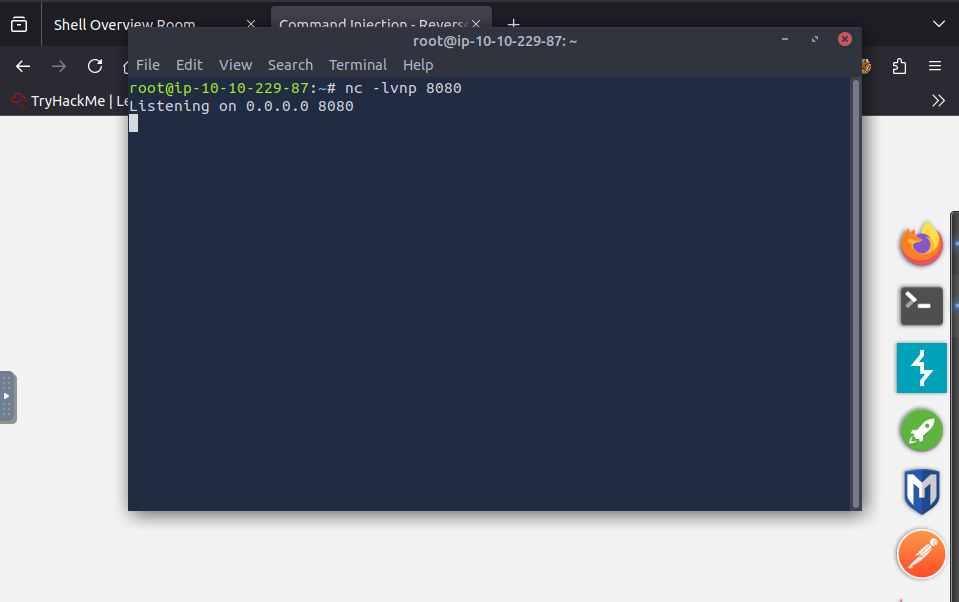 Shell Overview Room
Command Injection - Revers
root@ip-10-10-229-87: ~
File Edit View Search Terminal Help
TryHackMe | Le
root@ip-10-10-229-87:~# nc -lvnp 8080
Listening on 0.0.0.0 8080